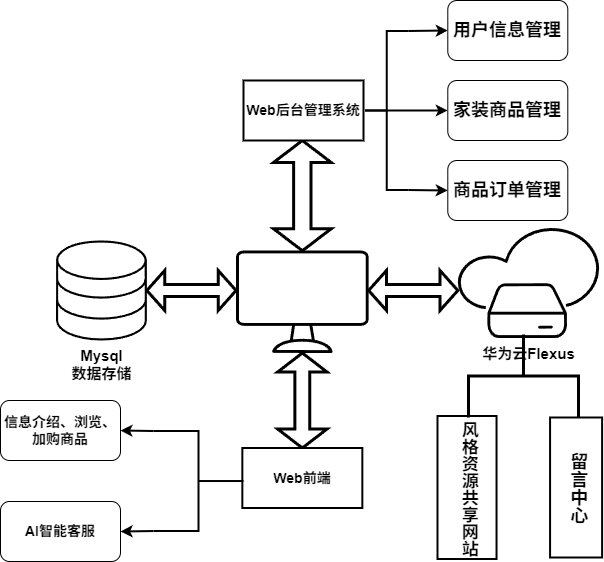 用户信息管理
Web后台管理系统
家装商品管理
商品订单管理
Mysql
数据存储
华为云Flexus
信息介绍、浏览、
加购商品
Web前端
AI智能客服
风格资源共享网站
留言中心